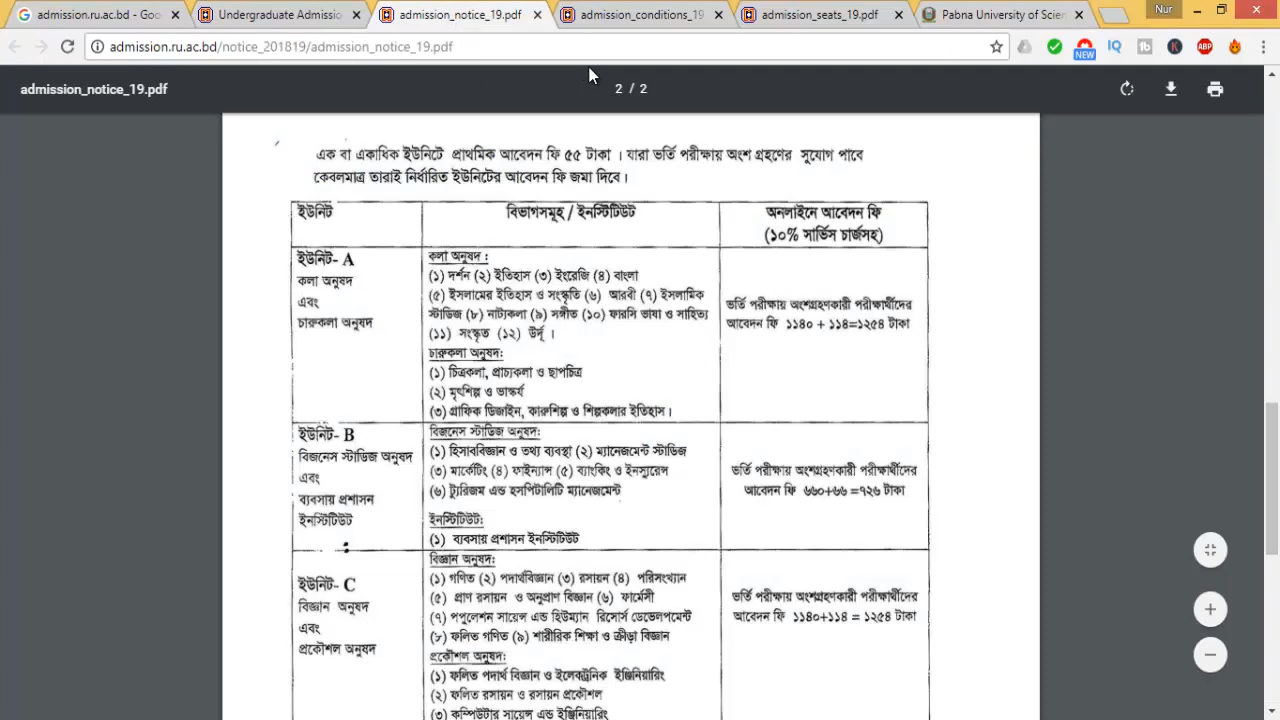 admission.ru.ac.bd - Goo
Undergraduate Admissio
admission_notice_19.pdf
admission_conditions_19
admission_seats_19.pdf
Pabna University of Scien
Nur
admission.ru.ac.bd/notice_201819/admission_notice_19.pdf
NEW
IQ
1b
K
ABP
admission_notice_19.pdf
2 / 2
এক বা একাধিক ইউনিটে প্রাথমিক আবেদন ফি ৫৫ টাকা । যারা ভর্তি পরীক্ষায় অংশ গ্রহণের সুযোগ পাবে
কেবলমাত্র তারাই নির্ধারিত ইউনিটের আবেদন ফি জমা দিবে।
ইউনিট
বিভাগসমূহ / ইনস্টিটিউট
অনলাইনে আবেদন ফি
(১০% সার্ভিস চার্জসহ)
ইউনিট- A
কলা অনুষদ
এবং
চারুকলা অনুষদ
কলা অনুষদ :
(১) দর্শন (২) ইতিহাস (৩) ইংরেজি (৪) বাংলা
(৫) ইসলামের ইতিহাস ও সংস্কৃতি (৬) আরবী (৭) ইসলামিক
স্টাডিজ (৮) নাট্যকলা (৯) সঙ্গীত (১০) ফারসি ভাষা ও সাহিত্য
(১১) সংস্কৃত (১২) উর্দূ ।
চারুকলা অনুষদ:
(১) চিত্রকলা, প্রাচ্যকলা ও ছাপচিত্র
(২) মৃৎশিল্প ও ভাস্কর্য
(৩) গ্রাফিক ডিজাইন, কারুশিল্প ও শিল্পকলার ইতিহাস।
ভর্তি পরীক্ষায় অংশগ্রহণকারী পরীক্ষার্থীদের
আবেদন ফি ১১৪০ + ১১৪=১২৫৪ টাকা
ইউনিট- B
বিজনেস স্টাডিজ অনুষদ
এবং
ব্যবসায় প্রশাসন
ইনস্টিটিউট
বিজনেস স্টাডিজ অনুষদ:
(১) হিসাববিজ্ঞান ও তথ্য ব্যবস্থা (২) ম্যানেজমেন্ট স্টাডিজ
(৩) মার্কেটিং (৪) ফাইন্যান্স (৫) ব্যাংকিং ও ইনস্যুরেন্স
(৬) ট্যুরিজম এন্ড হসপিটালিটি ম্যানেজমেন্ট
ইনস্টিটিউট:
(১) ব্যবসায় প্রশাসন ইনস্টিটিউট
ভর্তি পরীক্ষায় অংশগ্রহণকারী পরীক্ষার্থীদের
আবেদন ফি ৬৬০+৬৬ =৭২৬ টাকা
ইউনিট- C
বিজ্ঞান অনুষদ
এবং
প্রকৌশল অনুষদ
বিজ্ঞান অনুষদ:
(১) গণিত (২) পদার্থবিজ্ঞান (৩) রসায়ন (৪) পরিসংখ্যান
(৫) প্রাণ রসায়ন ও অনুপ্রাণ বিজ্ঞান (৬) ফার্মেসী
(৭) পপুলেশন সায়েন্স এন্ড হিউম্যান রিসোর্স ডেভেলপমেন্ট
(৮) ফলিত গণিত (৯) শারীরিক শিক্ষা ও ক্রীড়া বিজ্ঞান
প্রকৌশল অনুষদ:
(১) ফলিত পদার্থ বিজ্ঞান ও ইলেকট্রনিক ইঞ্জিনিয়ারিং
(২) ফলিত রসায়ন ও রসায়ন প্রকৌশল
(৩) কম্পিউটার সায়েন্স এন্ড ইঞ্জিনিয়ারিং
ভর্তি পরীক্ষায় অংশগ্রহণকারী পরীক্ষার্থীদের
আবেদন ফি ১১৪০+১১৪ = ১২৫৪ টাকা